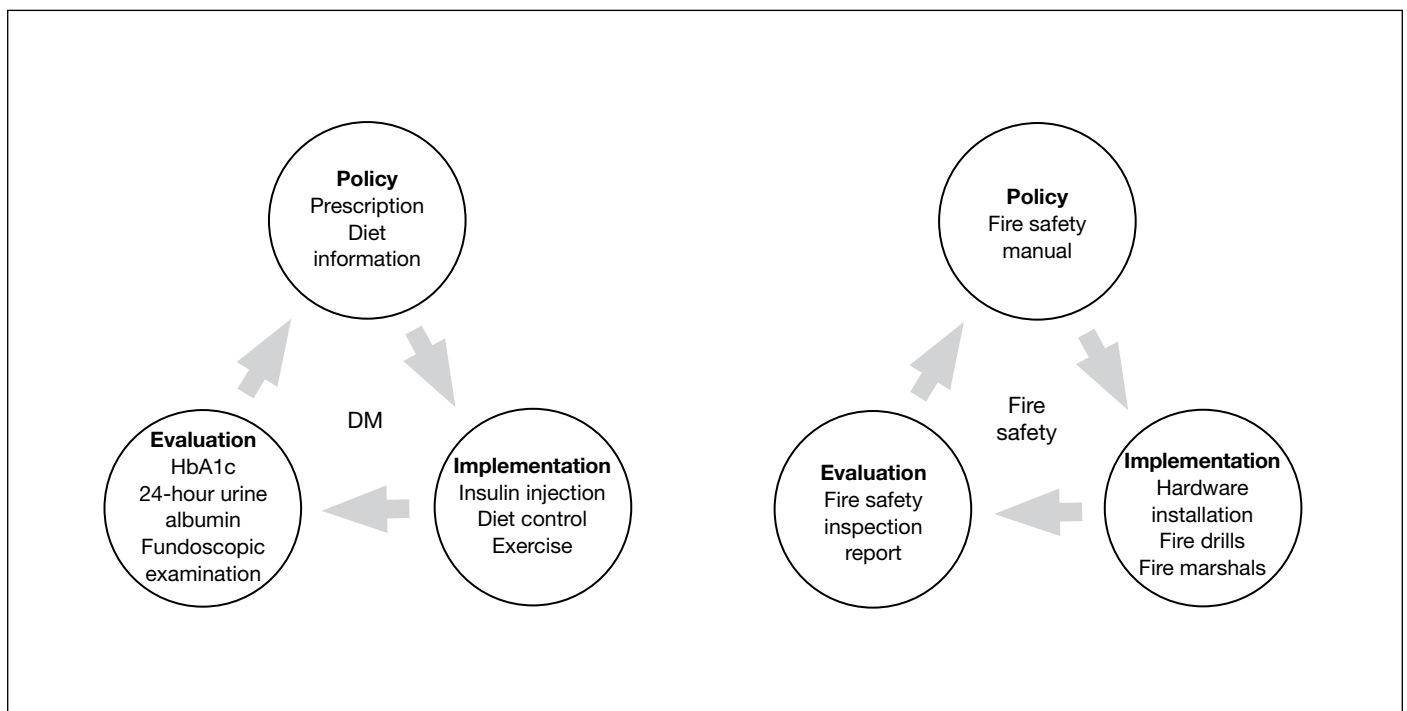 Policy
Prescription
Diet
information
DM
Evaluation
HbA1c
24-hour urine
albumin
Fundoscopic
examination
Implementation
Insulin injection
Diet control
Exercise
Policy
Fire safety
manual
Fire
safety
Evaluation
Fire safety
inspection
report
Implementation
Hardware
installation
Fire drills
Fire marshals